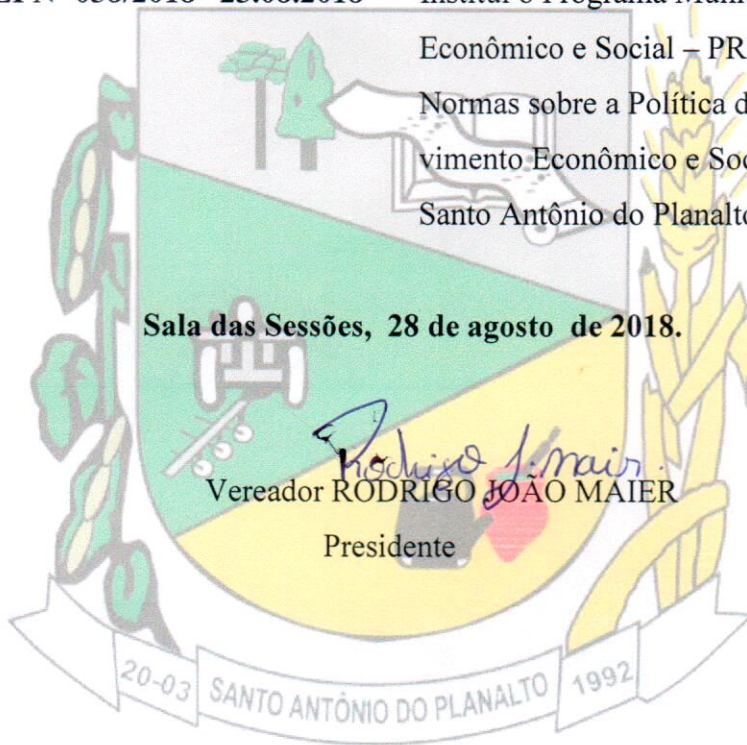 Econômico e Social – PR
Normas sobre a Política d
vimento Econômico e Soc
Santo Antônio do Planalto
Sala das Sessões, 28 de agosto de 2018.
Rodrigo J. Maier
Vereador RODRIGO JOÃO MAIER
Presidente
20-03 SANTO ANTÔNIO DO PLANALTO 1992